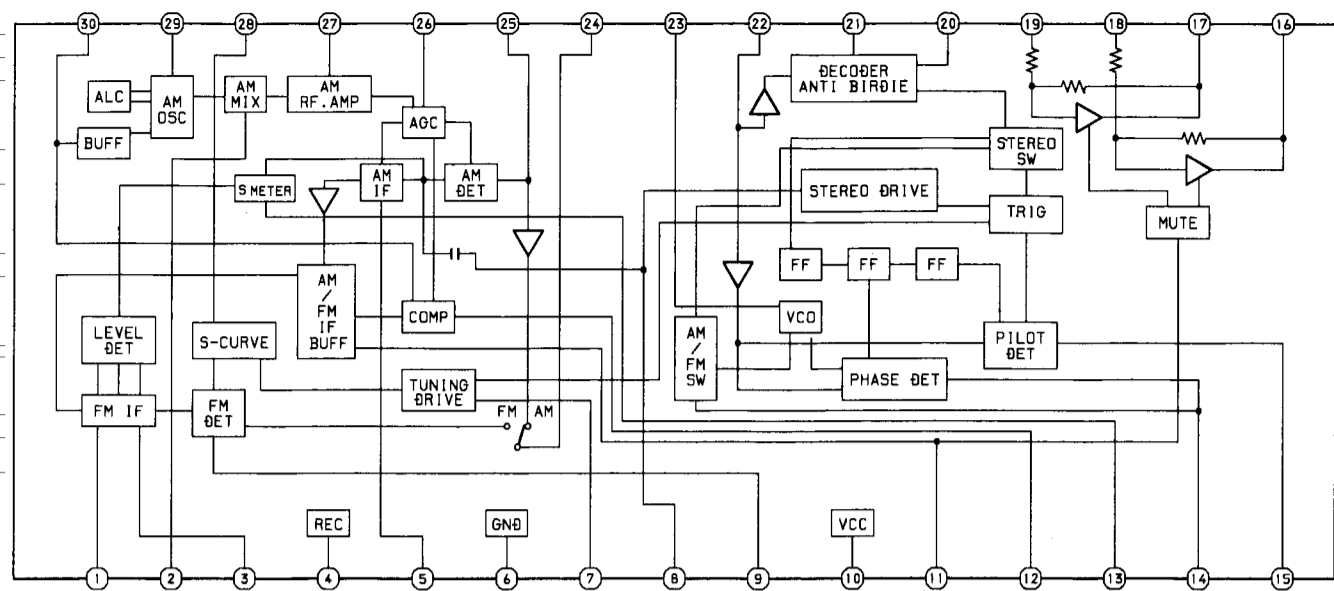 30 29 28 27 26 25 24 23 22 21 20 19 18 17 16
ALC
AM
OSC
AM
MIX
AM
RF.AMP
AGC
DECODER
ANTI BIRDIE
BUFF
STEREO
SW
S METER
AM
IF
AM
DET
STEREO DRIVE
TRIG
MUTE
FF
FF
FF
AM
/
FM
IF
BUFF
COMP
VCO
LEVEL
DET
S-CURVE
AM
/
FM
SW
PILOT
DET
PHASE DET
TUNING
DRIVE
FM IF
FM
DET
FM
AM
REC
GND
VCC
1 2 3 4 5 6 7 8 9 10 11 12 13 14 15